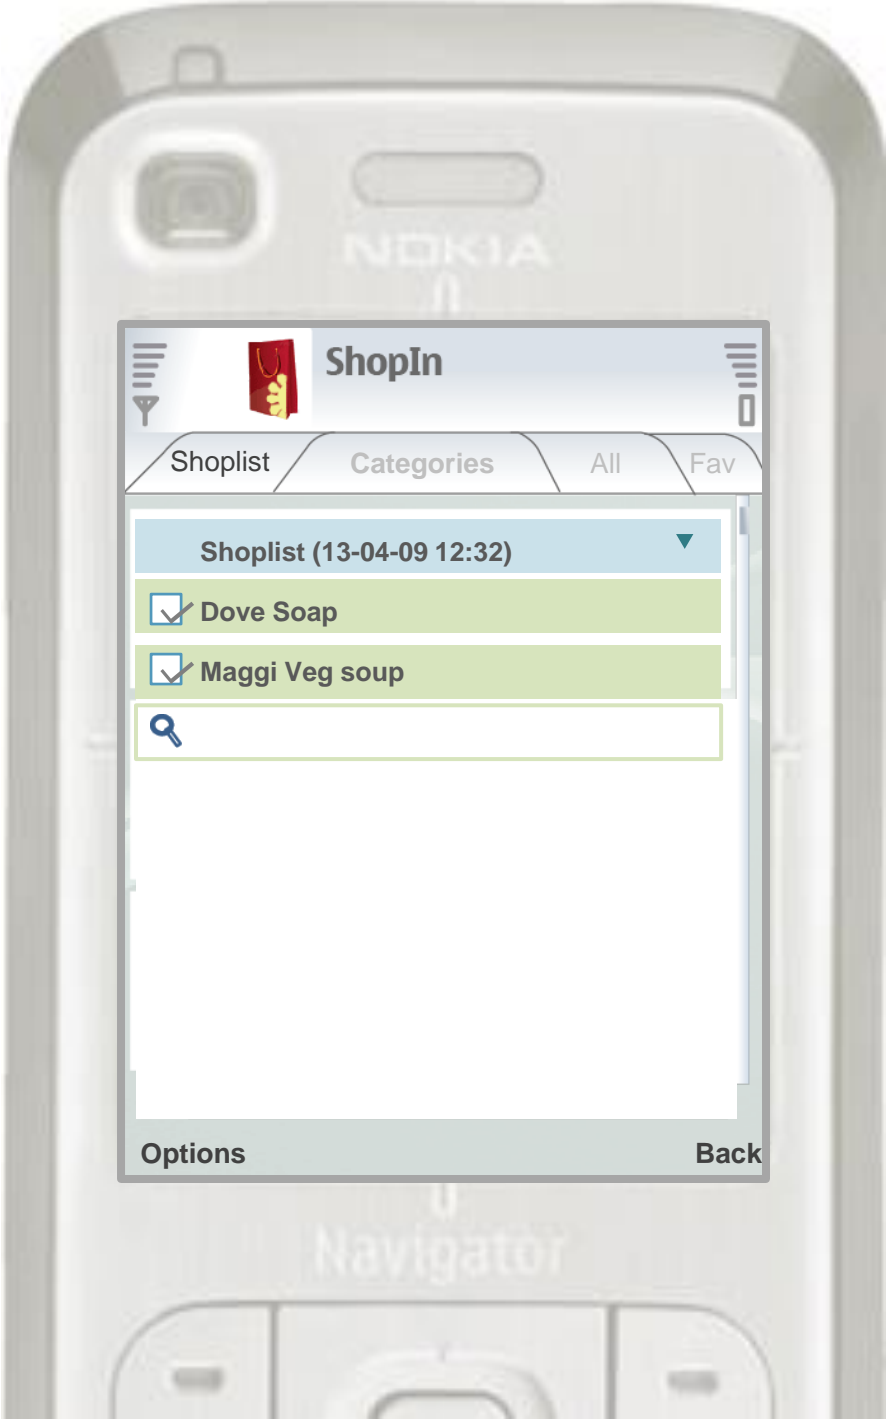 NOKIA
ShopIn
Shoplist Categories All Fav
Shoplist (13-04-09 12:32)
Dove Soap
Maggi Veg soup
Options Back
Navigator